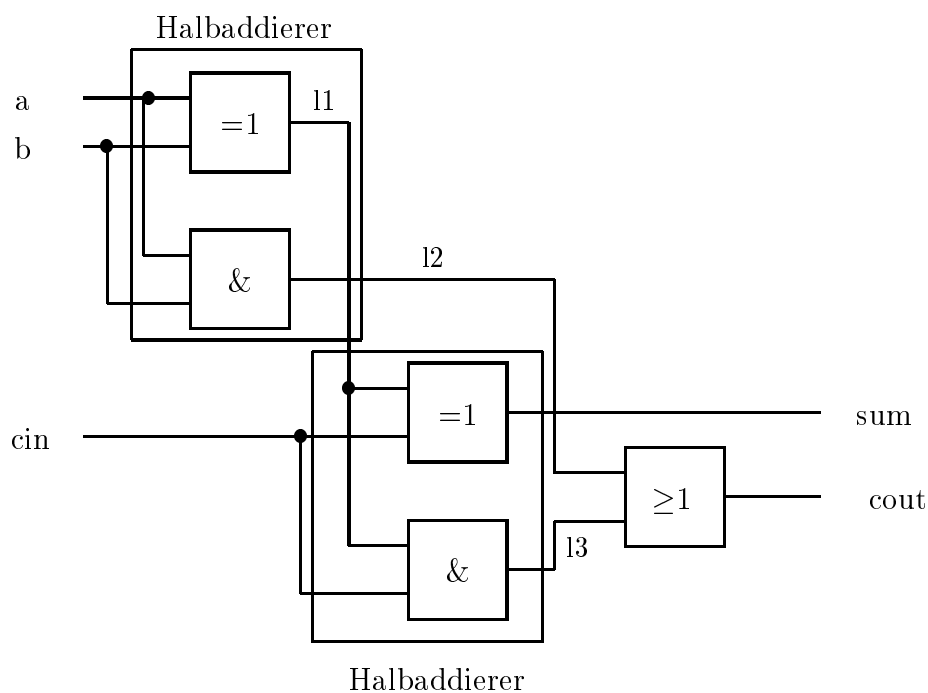 Halbaddierer
a
=1
l1
b
&
l2
=1
sum
cin
≥1
cout
&
l3
Halbaddierer